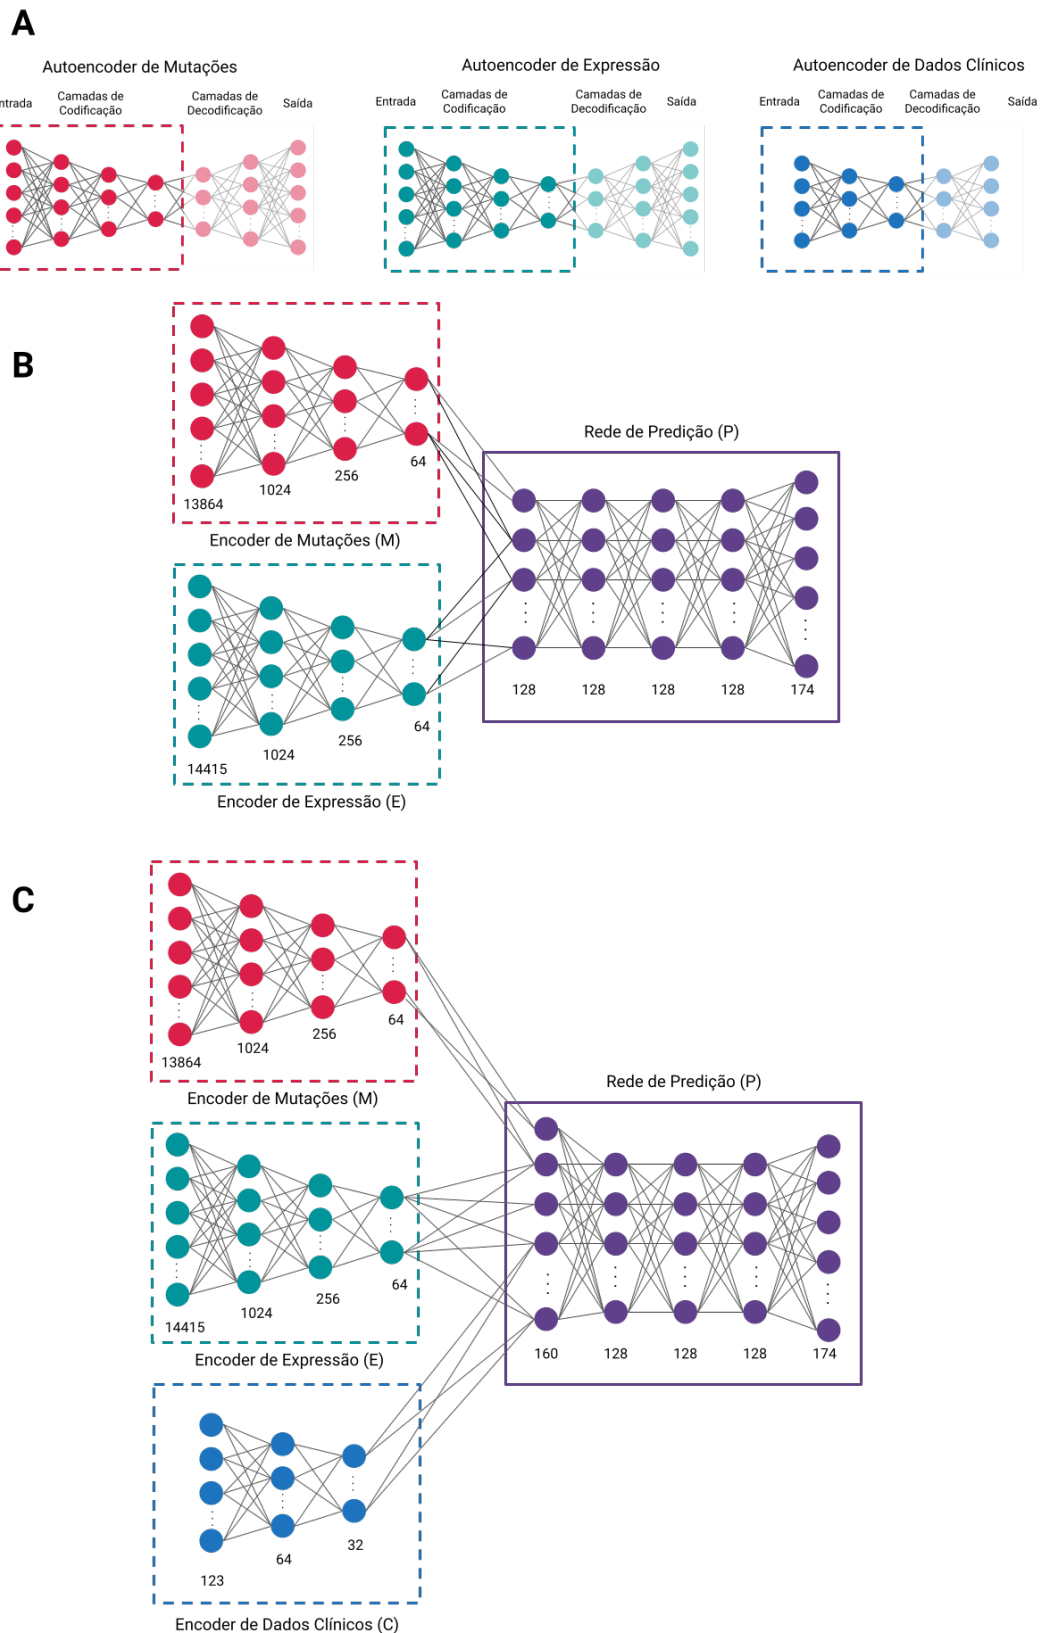 A
Autoencoder de Mutações
Autoencoder de Expressão
Autoencoder de Dados Clínicos
ntrada
Camadas de
Codificação
Camadas de
Decodificação
Saída
Entrada
Camadas de
Codificação
Camadas de
Decodificação
Saída
Entrada
Camadas de
Codificação
Camadas de
Decodificação
Saída
B
13864
1024
256
64
Encoder de Mutações (M)
14415
1024
256
64
Encoder de Expressão (E)
Rede de Predição (P)
128
128
128
128
174
C
13864
1024
256
64
Encoder de Mutações (M)
14415
1024
256
64
Encoder de Expressão (E)
123
64
32
Encoder de Dados Clínicos (C)
Rede de Predição (P)
160
128
128
128
174